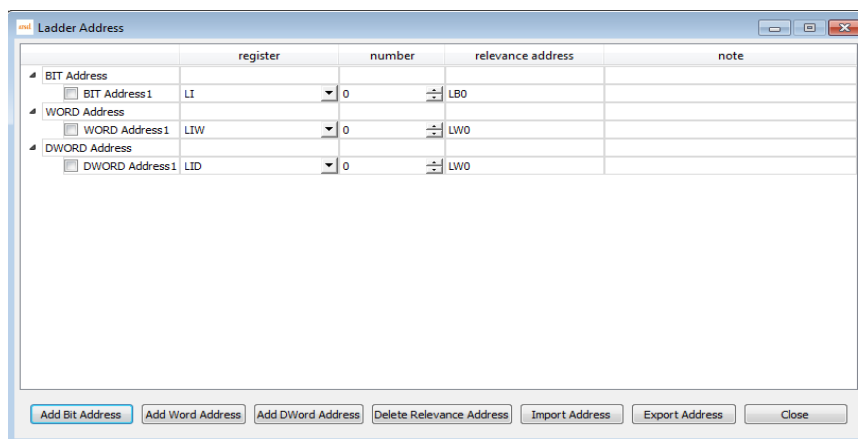 Ladder Address
register number relevance address note
BIT Address
BIT Address1 LI 0 LB0
WORD Address
WORD Address1 LIW 0 LW0
DWORD Address
DWORD Address1 LID 0 LW0
Add Bit Address Add Word Address Add DWord Address Delete Relevance Address Import Address Export Address Close